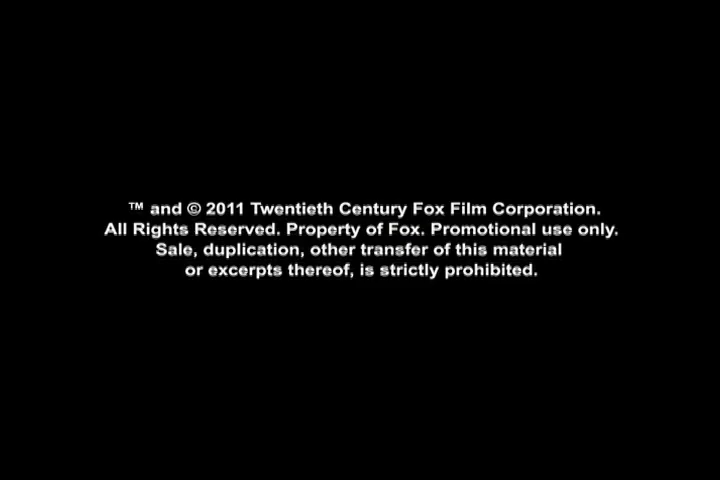 ™ and © 2011 Twentieth Century Fox Film Corporation.
All Rights Reserved. Property of Fox. Promotional use only.
Sale, duplication, other transfer of this material
or excerpts thereof, is strictly prohibited.